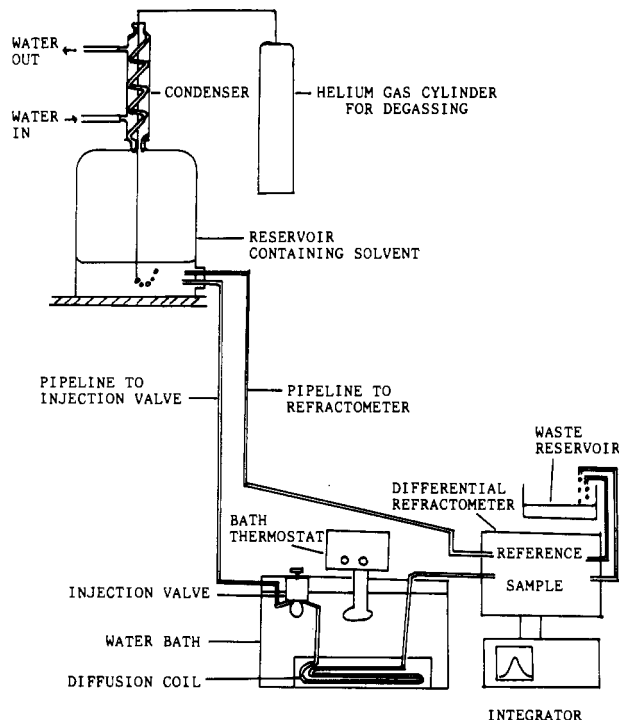 WATER
OUT
CONDENSER
HELIUM GAS CYLINDER
FOR DEGASSING
WATER
IN
RESERVOIR
CONTAINING SOLVENT
PIPELINE TO
INJECTION VALVE
PIPELINE TO
REFRACTOMETER
WASTE
RESERVOIR
DIFFERENTIAL
REFRACTOMETER
BATH
THERMOSTAT
REFERENCE
SAMPLE
INJECTION VALVE
WATER BATH
DIFFUSION COIL
INTEGRATOR